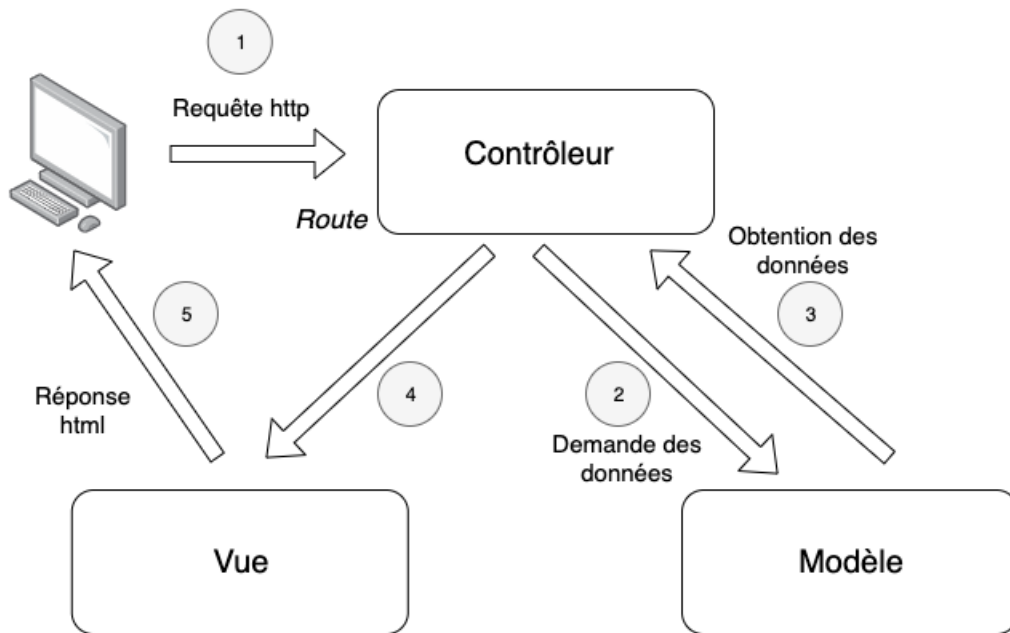 1
Requête http
Contrôleur
Route
Obtention des
données
3
5
4
2
Réponse
html
Demande des
données
Vue
Modèle